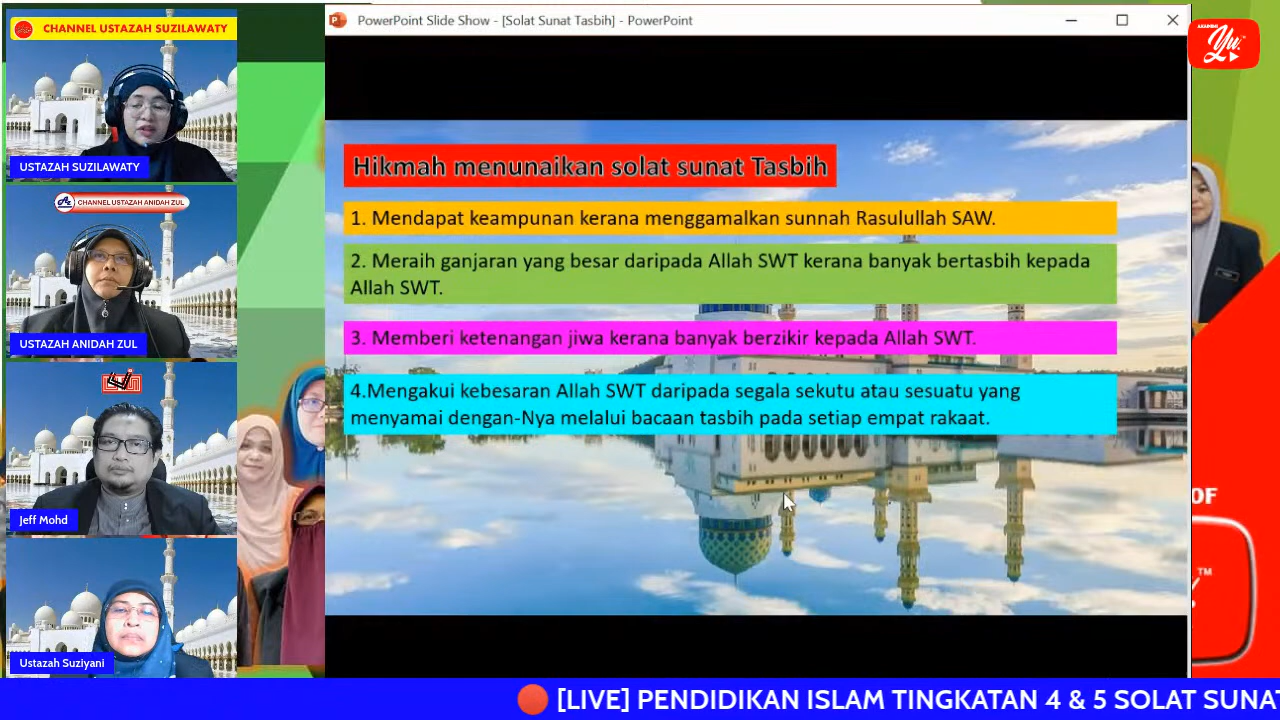 CHANNEL USTAZAH SUZILAWATY
USTAZAH SUZILAWATY
CHANNEL USTAZAH ANIDAH ZUL
USTAZAH ANIDAH ZUL
Jeff Mohd
Ustazah Suziyani
PowerPoint Slide Show - [Solat Sunat Tasbih] - PowerPoint
Hikmah menunaikan solat sunat Tasbih
1. Mendapat keampunan kerana menggamalkan sunnah Rasulullah SAW.
2. Meraih ganjaran yang besar daripada Allah SWT kerana banyak bertasbih kepada
Allah SWT.
3. Memberi ketenangan jiwa kerana banyak berzikir kepada Allah SWT.
4.Mengakui kebesaran Allah SWT daripada segala sekutu atau sesuatu yang
menyamai dengan-Nya melalui bacaan tasbih pada setiap empat rakaat.
Yu
OF
TM
[LIVE] PENDIDIKAN ISLAM TINGKATAN 4 & 5 SOLAT SUNAT